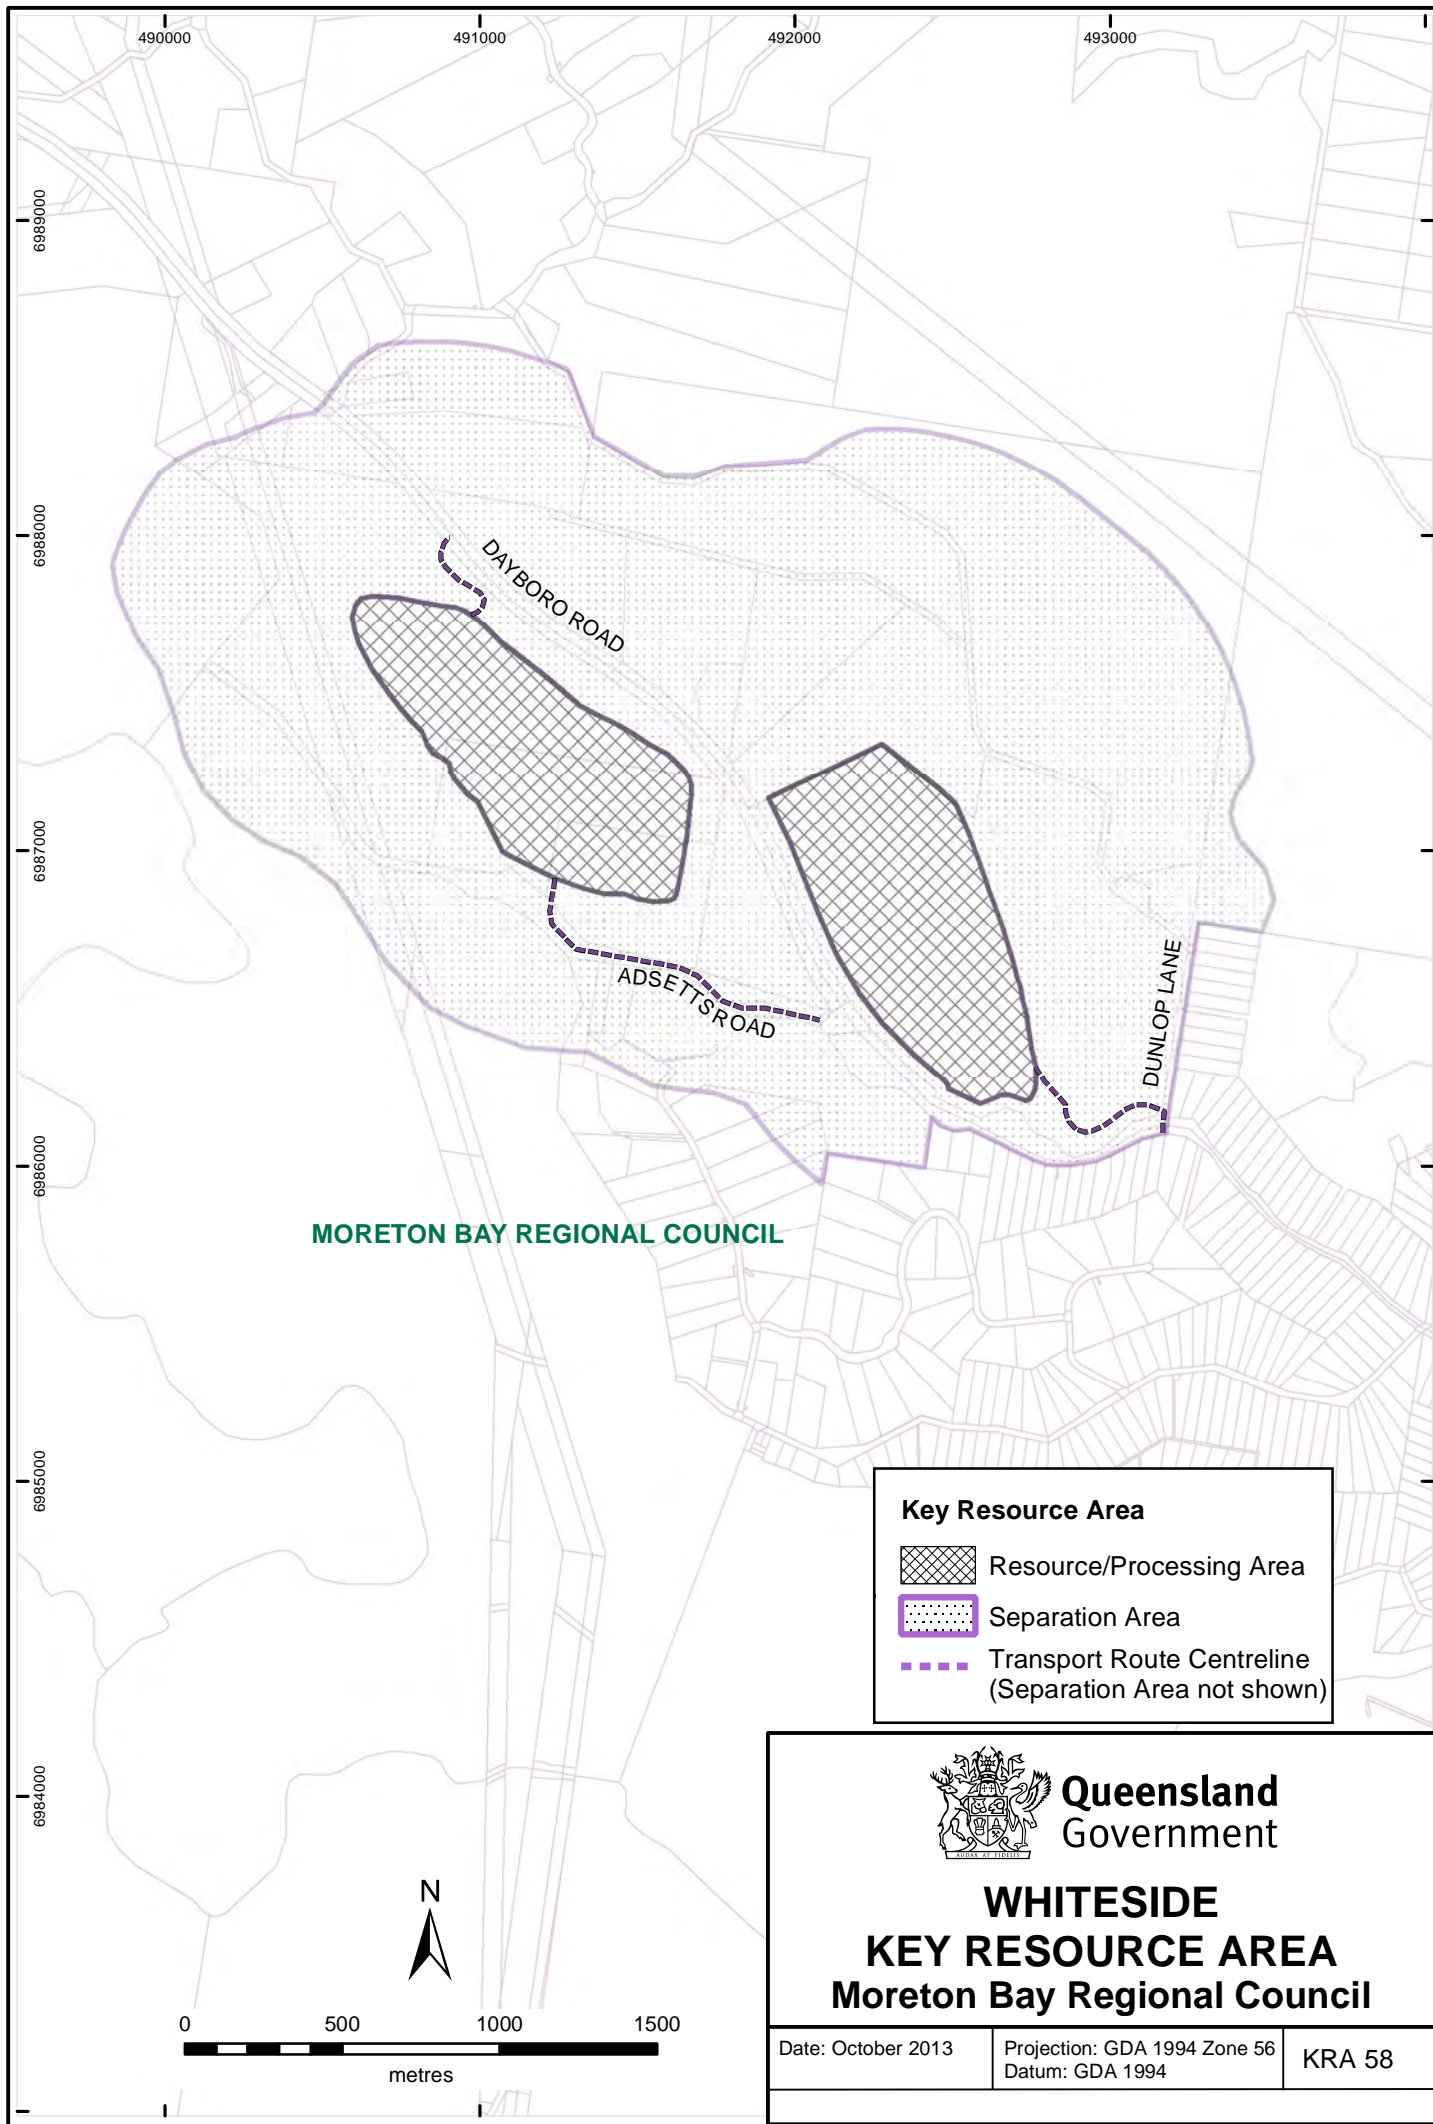 490000
491000
492000
493000
6989000
6988000
6987000
6986000
6985000
6984000
DAYBORO ROAD
ADSETTS ROAD
DUNLOP LANE
MORETON BAY REGIONAL COUNCIL
Key Resource Area
Resource/Processing Area
Separation Area
Transport Route Centreline
(Separation Area not shown)
AUDAX AT FIDELIS
Queensland
Government
WHITESIDE
KEY RESOURCE AREA
Moreton Bay Regional Council
Date: October 2013
Projection: GDA 1994 Zone 56
Datum: GDA 1994
KRA 58
N
0 500 1000 1500
metres